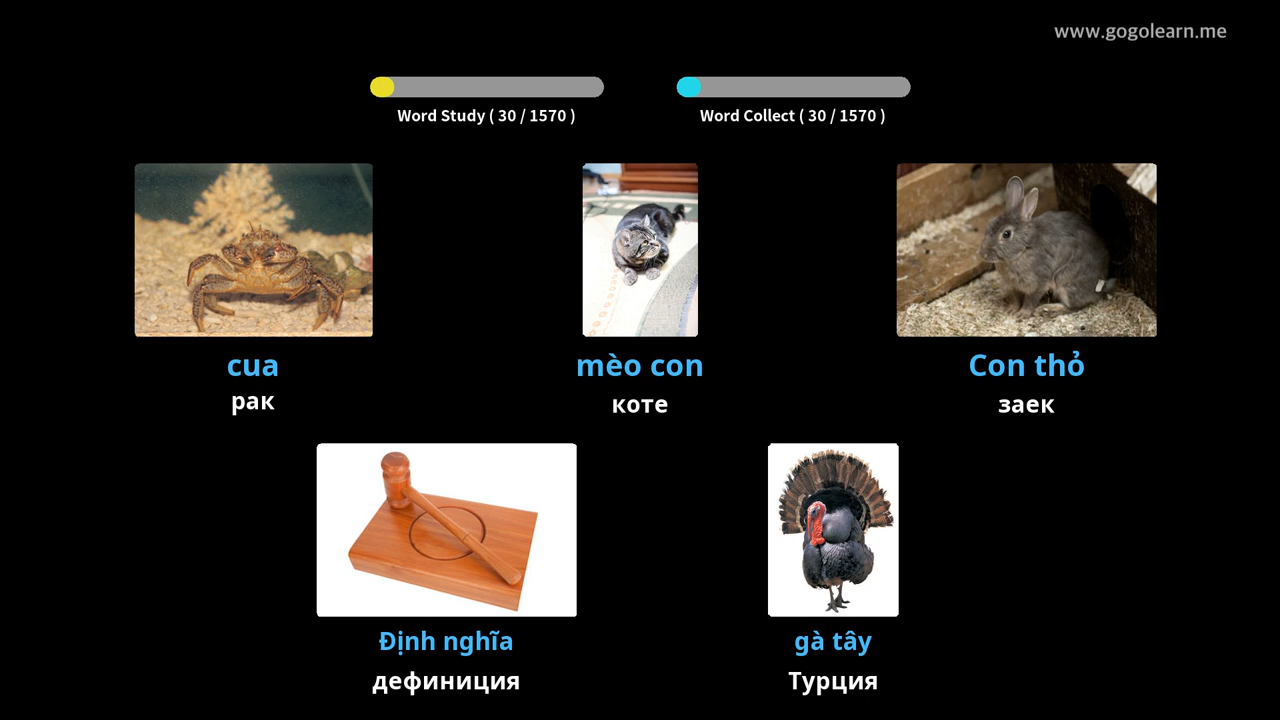 www.gogolearn.me
Word Study ( 30 / 1570 )
Word Collect ( 30 / 1570 )
cua
рак
mèo con
коте
Con thỏ
заек
Định nghĩa
дефиниция
gà tây
Турция